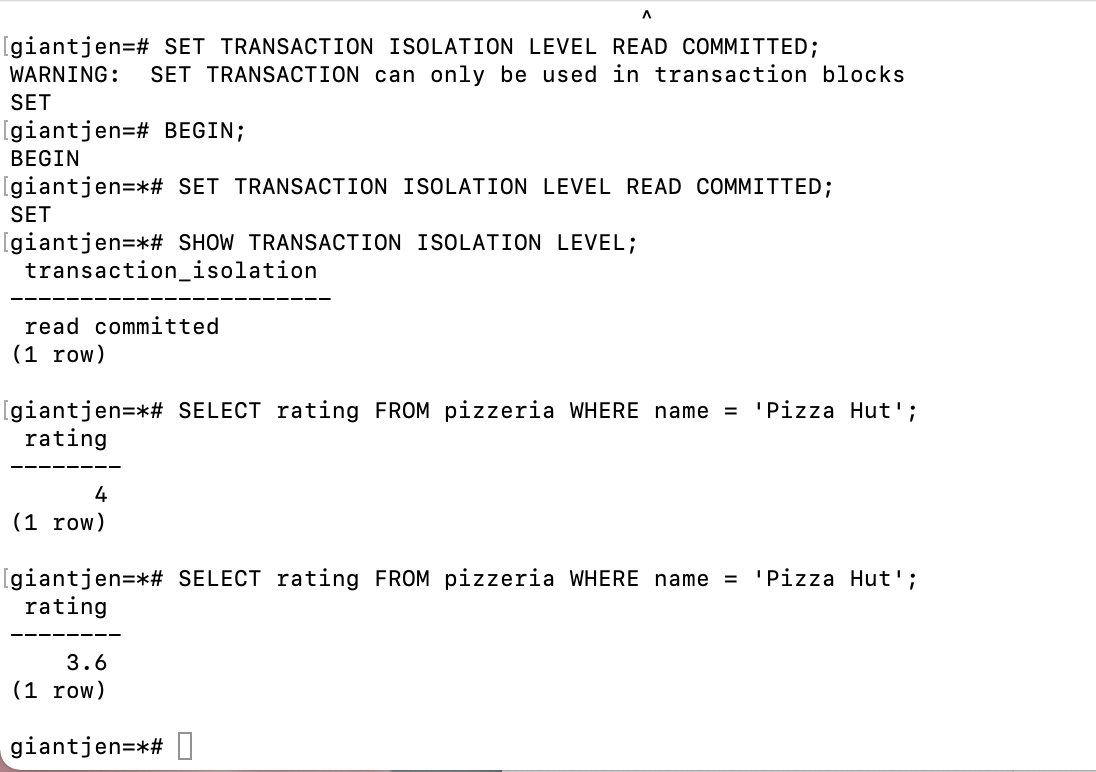 ^
[giantjen=# SET TRANSACTION ISOLATION LEVEL READ COMMITTED;
WARNING:  SET TRANSACTION can only be used in transaction blocks
SET
[giantjen=# BEGIN;
BEGIN
[giantjen=*# SET TRANSACTION ISOLATION LEVEL READ COMMITTED;
SET
[giantjen=*# SHOW TRANSACTION ISOLATION LEVEL;
 transaction_isolation
-----------------------
 read committed
(1 row)

[giantjen=*# SELECT rating FROM pizzeria WHERE name = 'Pizza Hut';
 rating
--------
      4
(1 row)

[giantjen=*# SELECT rating FROM pizzeria WHERE name = 'Pizza Hut';
 rating
--------
    3.6
(1 row)

giantjen=*#